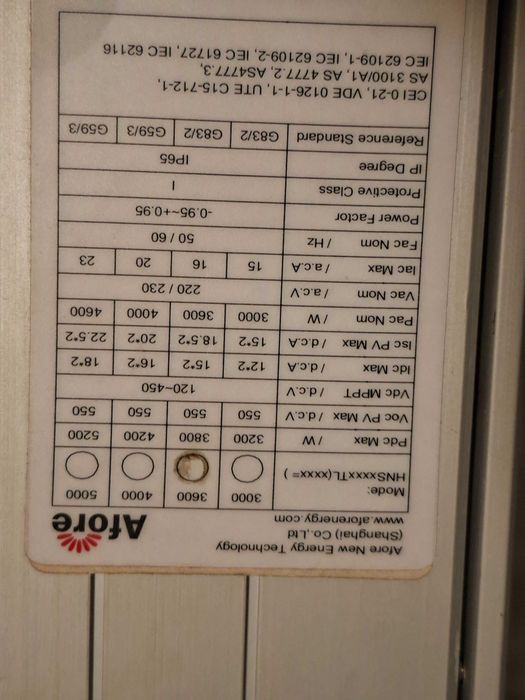 Afore New Energy Technology
(Shanghai) Co.,Ltd
www.aforenergy.com
Afore
Mode: 3000 3600 4000 5000
HNSxxxxTL(xxxx= )
Pdc Max / W 3200 3800 4200 5200
Voc PV Max / d.c.V 550 550 550 550
Vdc MPPT / d.c.V 120~450
Idc Max / d.c.A 12*2 15*2 16*2 18*2
Isc PV Max / d.c.A 15*2 18.5*2 20*2 22.5*2
Pac Nom / W 3000 3600 4000 4600
Vac Nom / a.c.V 220 / 230
Iac Max / a.c.A 15 16 20 23
Fac Nom / Hz 50 / 60
Power Factor -0.95~+0.95
Protective Class I
IP Degree IP65
Reference Standard G83/2 G83/2 G59/3 G59/3
CEI 0-21, VDE 0126-1-1, UTE C15-712-1,
AS 3100/A1, AS 4777.2, AS4777.3,
IEC 62109-1, IEC 62109-2, IEC 61727, IEC 62116